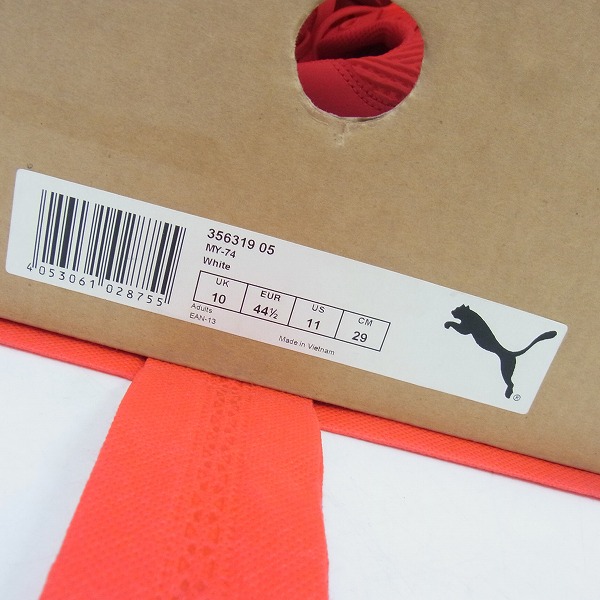 4 053061 028755
356319 05
MY-74
White
UK EUR US CM
10 44½ 11 29
Adults
EAN-13
Made in Vietnam
®